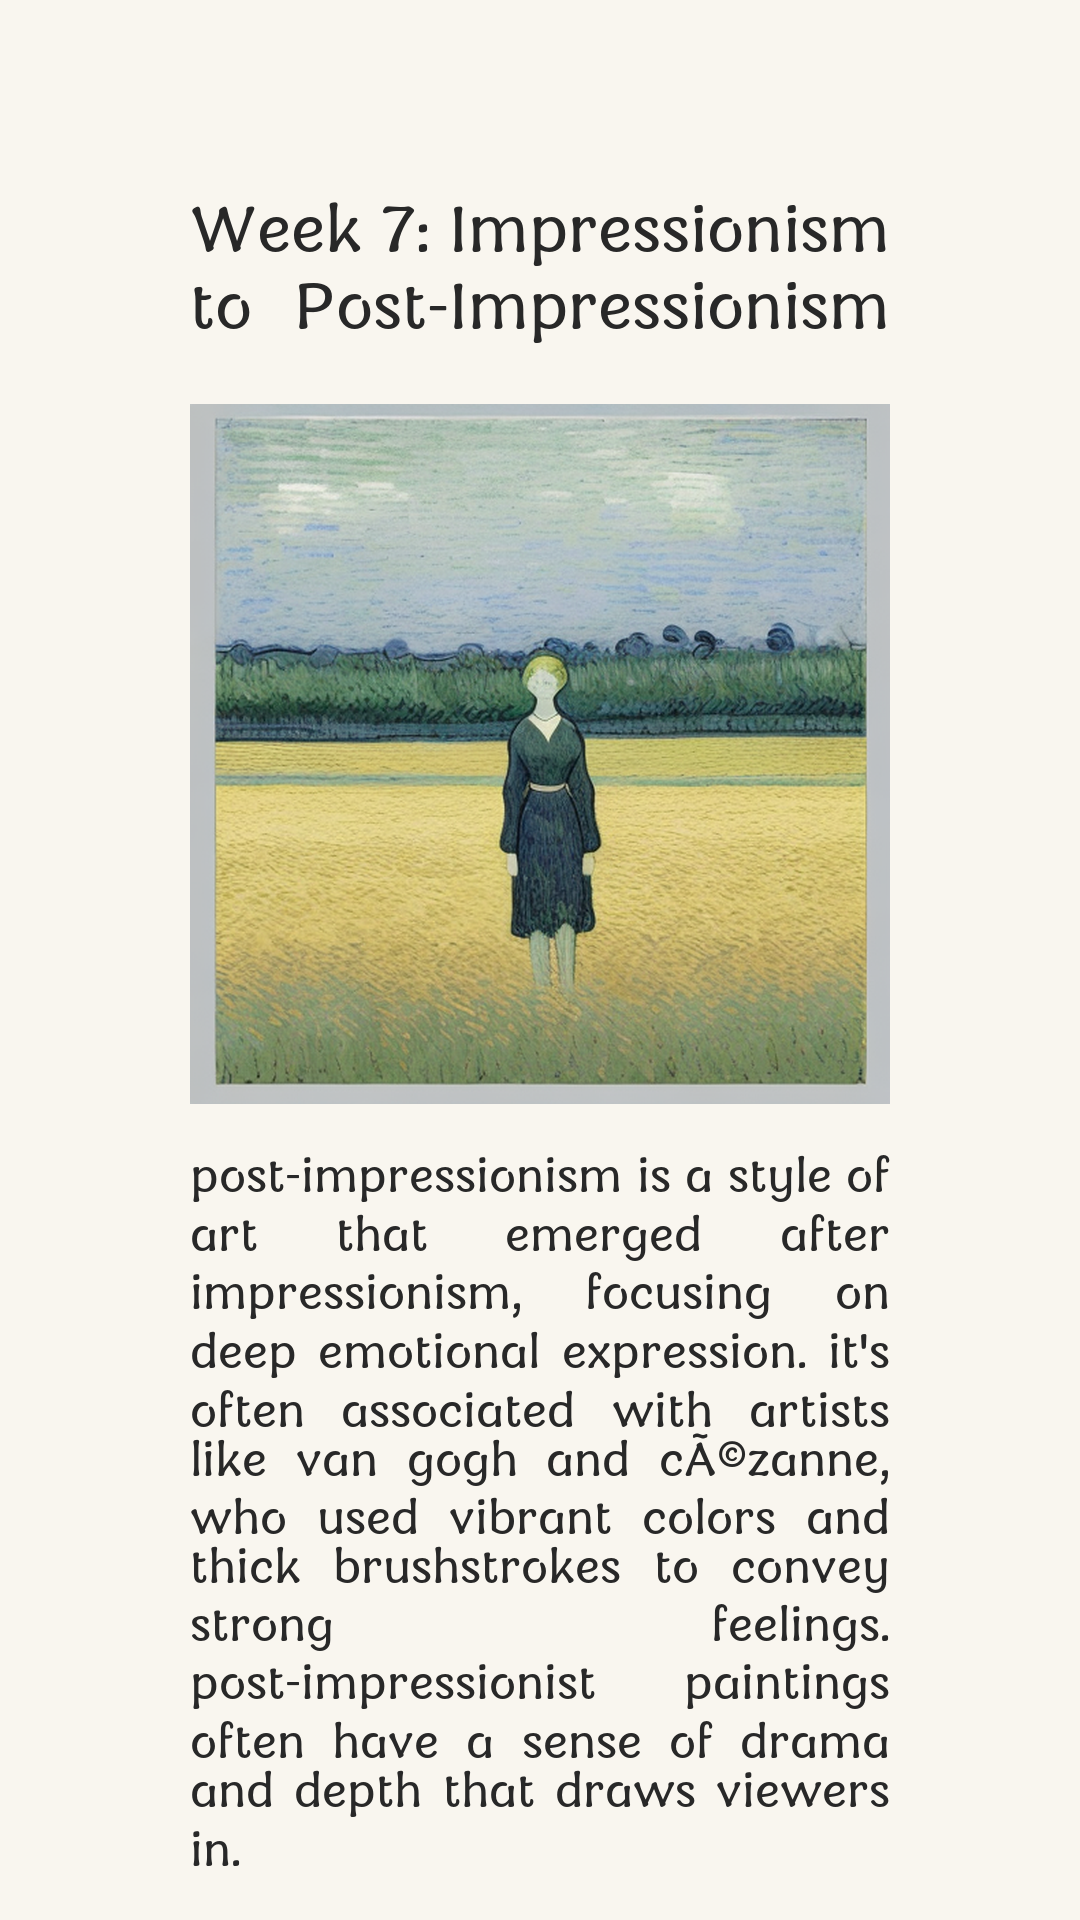 Week 7: Impressionism
to Post-Impressionism
post-impressionism is a style of
art that emerged after
impressionism, focusing on
deep emotional expression. it's
often associated with artists
like van gogh and cÃ©zanne,
who used vibrant colors and
thick brushstrokes to convey
strong feelings.
post-impressionist paintings
often have a sense of drama
and depth that draws viewers
in.